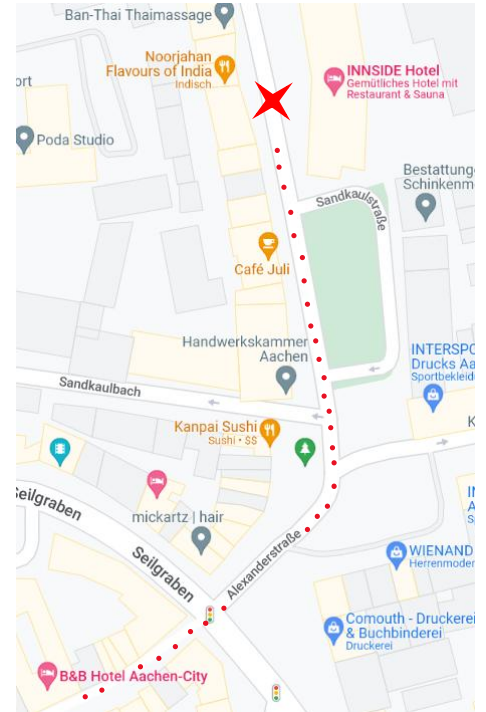 Ban-Thai Thaimassage
Noorjahan
Flavours of India
Indisch
INNSIDE Hotel
Gemütliches Hotel mit
Restaurant & Sauna
ort
Poda Studio
Bestattung
Schinkenm
Sandkaulstraße
Café Juli
Handwerkskammer
Aachen
INTERSPO
Drucks Aa
Sportbekleid
Sandkaulbach
Kanpai Sushi
Sushi • $$
K
Seilgraben
mickartz | hair
Seilgraben
Alexanderstraße
WIENAND
Herrenmoder
Comouth - Druckerei
& Buchbinderei
Druckerei
B&B Hotel Aachen-City